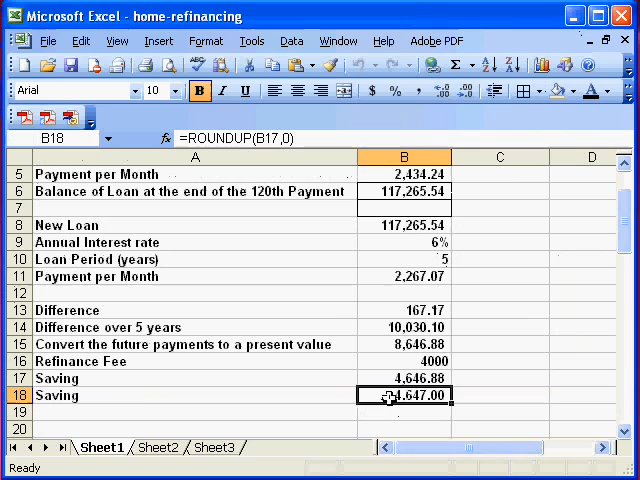 Microsoft Excel - home-refinancing
File Edit View Insert Format Tools Data Window Help Adobe PDF
Arial 10 B I U $ % ,
B18 fx =ROUNDUP(B17,0)
A B C D
5 Payment per Month 2,434.24
6 Balance of Loan at the end of the 120th Payment 117,265.54
7
8 New Loan 117,265.54
9 Annual Interest rate 6%
10 Loan Period (years) 5
11 Payment per Month 2,267.07
12
13 Difference 167.17
14 Difference over 5 years 10,030.10
15 Convert the future payments to a present value 8,646.88
16 Refinance Fee 4000
17 Saving 4,646.88
18 Saving 4,647.00
19
20
Sheet1 Sheet2 Sheet3
Ready